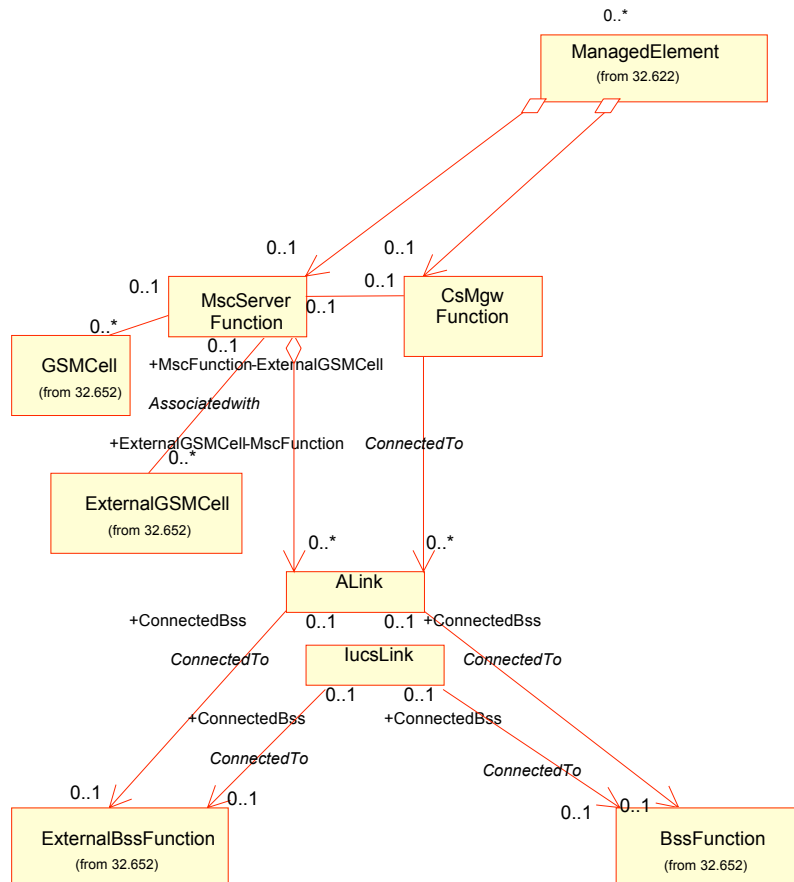 0..*
ManagedElement
(from 32.622)
0..1
0..1
0..1
0..1
0..1
MscServer
Function
CsMgw
Function
0..*
0..1
GSMCell
(from 32.652)
+MscFunction-ExternalGSMCell
Associatedwith
+ExternalGSMCell-MscFunction
ConnectedTo
0..*
ExternalGSMCell
(from 32.652)
0..*
0..*
ALink
+ConnectedBss
0..1
0..1
+ConnectedBss
ConnectedTo
IucsLink
ConnectedTo
0..1
0..1
+ConnectedBss
+ConnectedBss
ConnectedTo
ConnectedTo
0..1
0..1
0..1
0..1
ExternalBssFunction
(from 32.652)
BssFunction
(from 32.652)